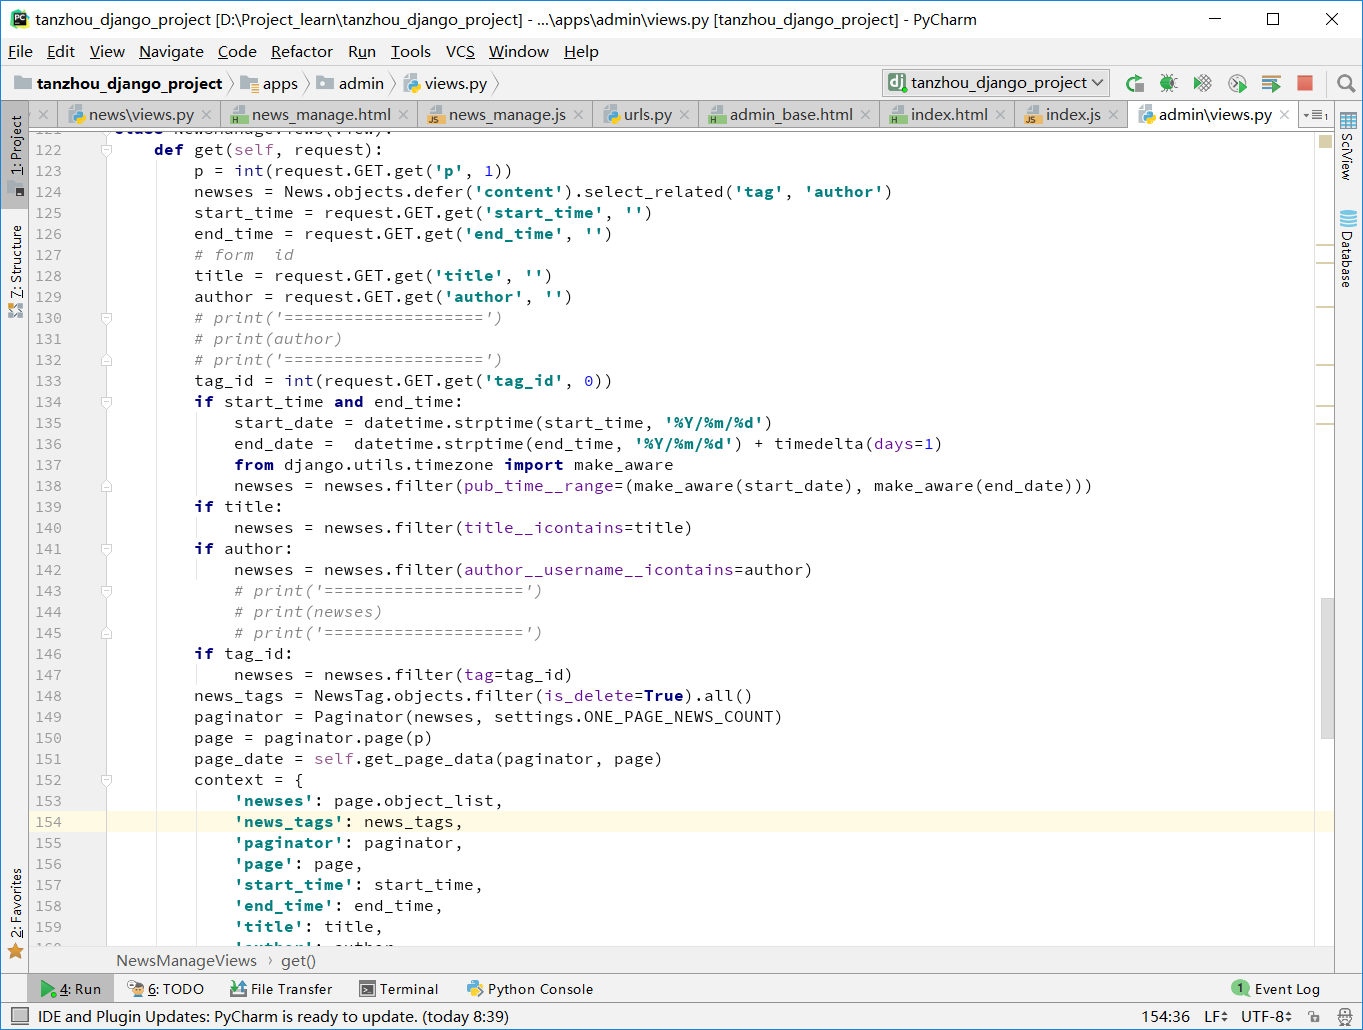 tanzhou_django_project [D:\Project_learn\tanzhou_django_project] - ...\apps\admin\views.py [tanzhou_django_project] - PyCharm
File Edit View Navigate Code Refactor Run Tools VCS Window Help
tanzhou_django_project apps admin views.py tanzhou_django_project
news\views.py news_manage.html news_manage.js urls.py admin_base.html index.html index.js admin\views.py
1: Project
7: Structure
2: Favorites
SciView
Database
121 class NewsManageViews(View):
122 def get(self, request):
123 p = int(request.GET.get('p', 1))
124 newses = News.objects.defer('content').select_related('tag', 'author')
125 start_time = request.GET.get('start_time', '')
126 end_time = request.GET.get('end_time', '')
127 # form  id
128 title = request.GET.get('title', '')
129 author = request.GET.get('author', '')
130 # print('====================')
131 # print(author)
132 # print('====================')
133 tag_id = int(request.GET.get('tag_id', 0))
134 if start_time and end_time:
135 start_date = datetime.strptime(start_time, '%Y/%m/%d')
136 end_date =  datetime.strptime(end_time, '%Y/%m/%d') + timedelta(days=1)
137 from django.utils.timezone import make_aware
138 newses = newses.filter(pub_time__range=(make_aware(start_date), make_aware(end_date)))
139 if title:
140 newses = newses.filter(title__icontains=title)
141 if author:
142 newses = newses.filter(author__username__icontains=author)
143 # print('====================')
144 # print(newses)
145 # print('====================')
146 if tag_id:
147 newses = newses.filter(tag=tag_id)
148 news_tags = NewsTag.objects.filter(is_delete=True).all()
149 paginator = Paginator(newses, settings.ONE_PAGE_NEWS_COUNT)
150 page = paginator.page(p)
151 page_date = self.get_page_data(paginator, page)
152 context = {
153 'newses': page.object_list,
154 'news_tags': news_tags,
155 'paginator': paginator,
156 'page': page,
157 'start_time': start_time,
158 'end_time': end_time,
159 'title': title,
160 'author': author,
NewsManageViews › get()
4: Run 6: TODO File Transfer Terminal Python Console 1 Event Log
IDE and Plugin Updates: PyCharm is ready to update. (today 8:39) 154:36 LF UTF-8